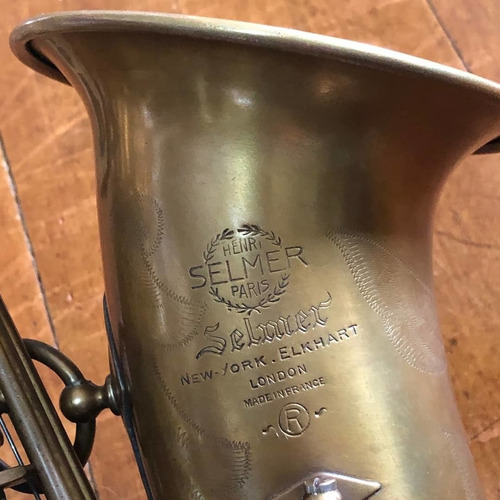 HENRI
SELMER
PARIS
Selmer
NEW-YORK. ELKHART
LONDON
MADE IN FRANCE
R